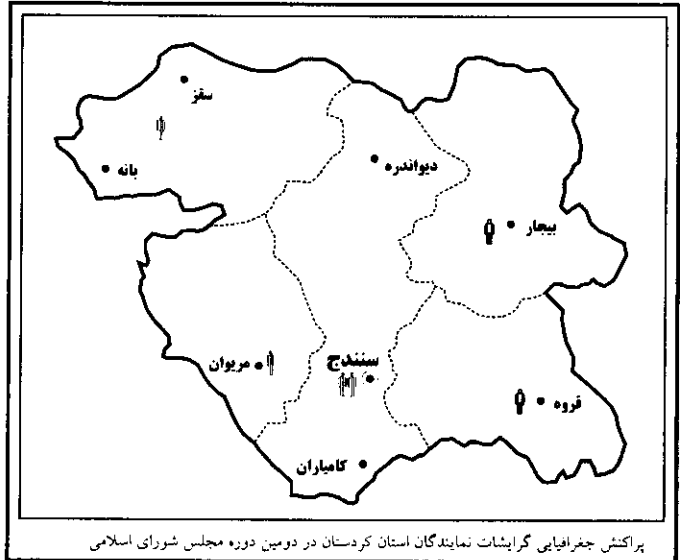 سقز
بانه
دیواندره
بیجار
سنندج
مریوان
قروه
کامیاران
پراکنش جغرافیایی گرایشات نمایندگان استان کردستان در دومین دوره مجلس شورای اسلامی